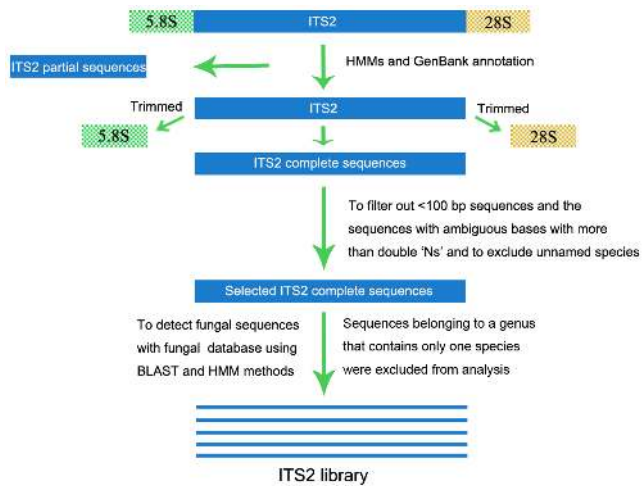 5.8S ITS2 28S
ITS2 partial sequences
HMMs and GenBank annotation
Trimmed ITS2 Trimmed
5.8S 28S
ITS2 complete sequences
To filter out <100 bp sequences and the
sequences with ambiguous bases with more
than double 'Ns' and to exclude unnamed species
Selected ITS2 complete sequences
To detect fungal sequences
with fungal database using
BLAST and HMM methods
Sequences belonging to a genus
that contains only one species
were excluded from analysis
ITS2 library